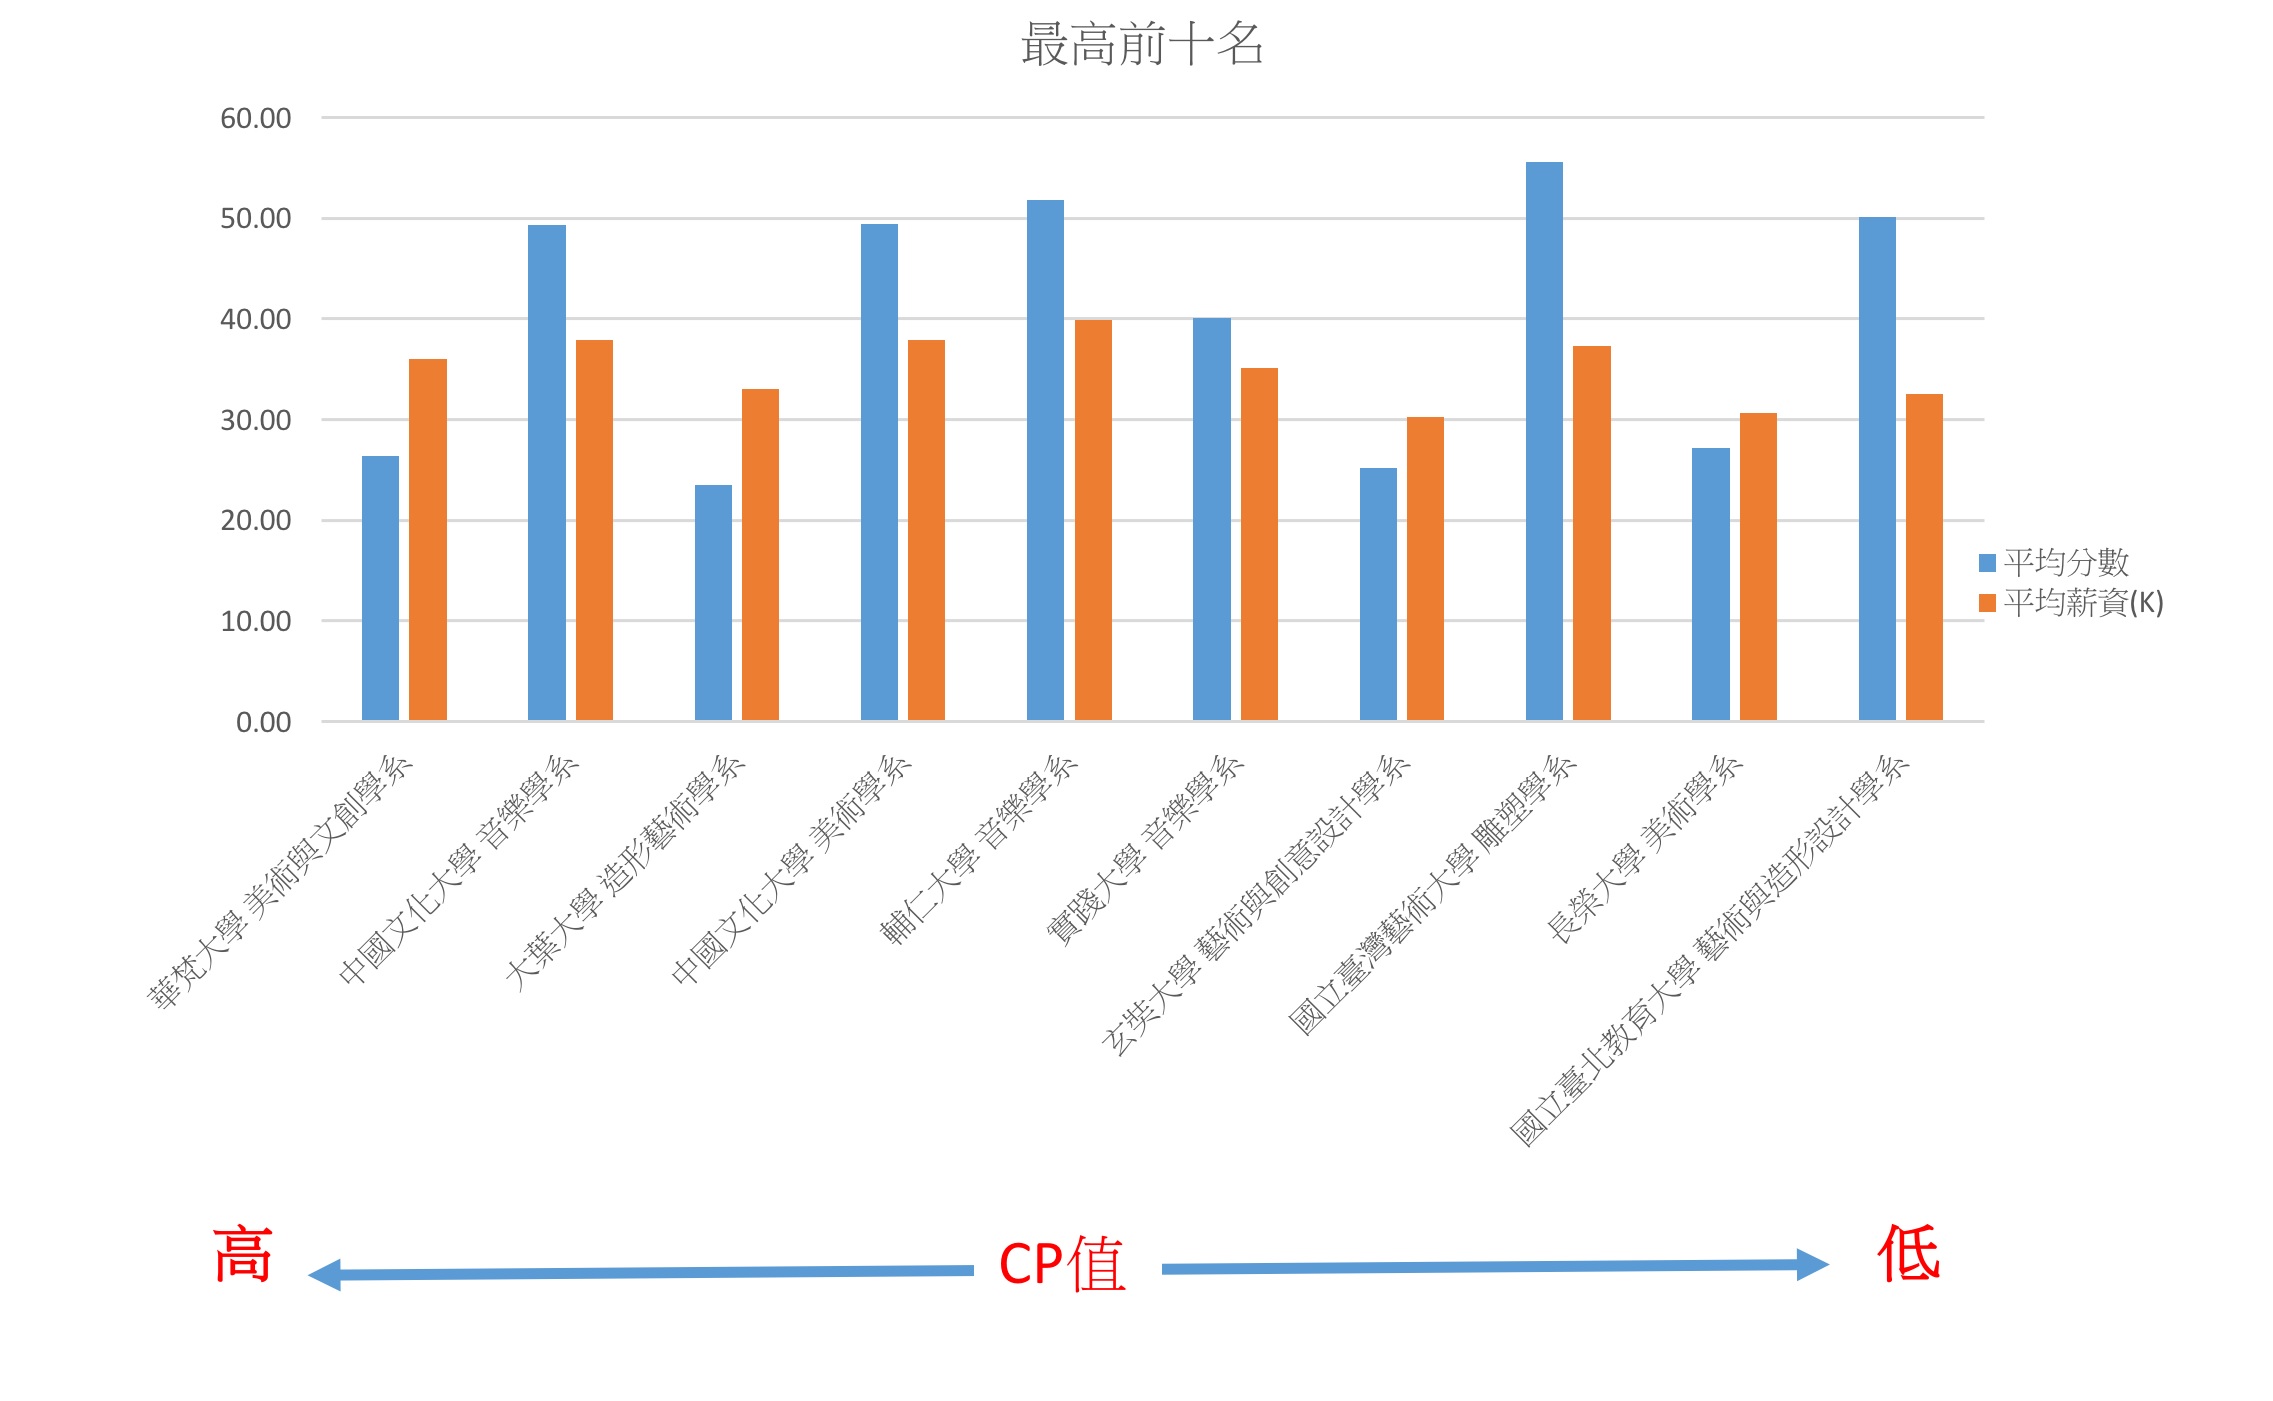 最高前十名
60.00
50.00
40.00
30.00
20.00
10.00
0.00
平均分數
平均薪資(K)
華梵大學 美術與文創學系
中國文化大學 音樂學系
大葉大學 造形藝術學系
中國文化大學 美術學系
輔仁大學 音樂學系
實踐大學 音樂學系
玄奘大學 藝術與創意設計學系
國立臺灣藝術大學 雕塑學系
長榮大學 美術學系
國立臺北教育大學 藝術與造形設計學系
高
CP值
低